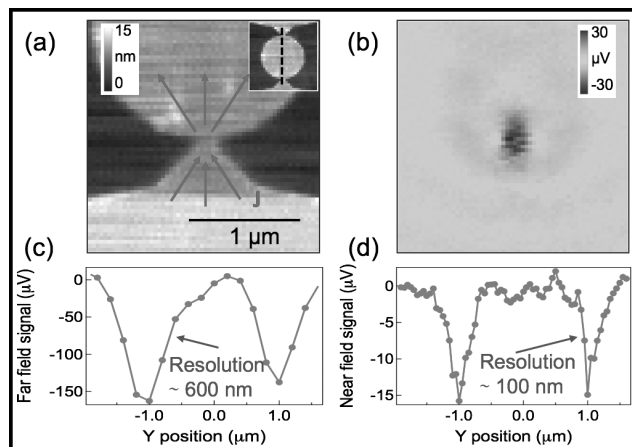 (a)
15
nm
0
J
1 µm
(b)
30
µV
-30
(c)
Far field signal (µV)
0
-50
-100
-150
Resolution
~ 600 nm
-1.0
0.0
1.0
Y position (µm)
(d)
Near field signal (µV)
0
-5
-10
-15
Resolution
~ 100 nm
-1.0
0.0
1.0
Y position (µm)